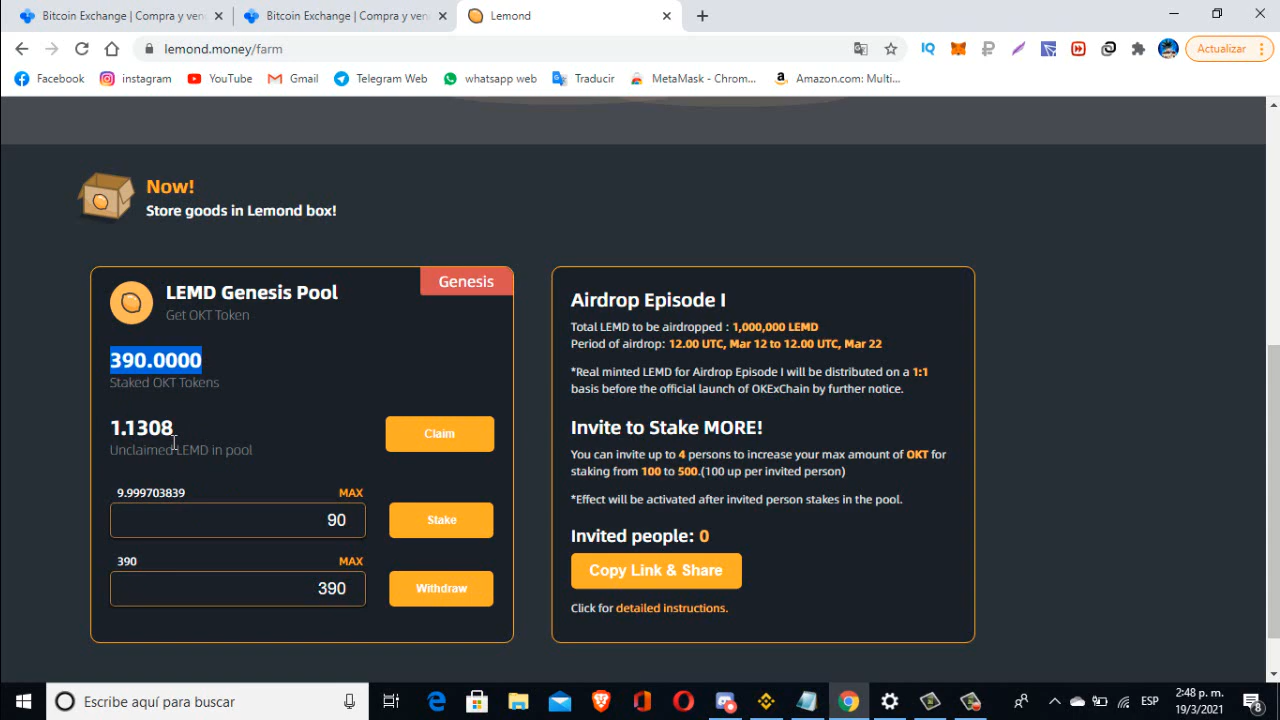 Bitcoin Exchange | Compra y ven
Bitcoin Exchange | Compra y ven
Lemond
lemond.money/farm
IQ
Actualizar
Facebook
instagram
YouTube
Gmail
Telegram Web
whatsapp web
Traducir
MetaMask - Chrom...
Amazon.com: Multi...
Now!
Store goods in Lemond box!
Genesis
LEMD Genesis Pool
Get OKT Token
390.0000
Staked OKT Tokens
1.1308
Unclaimed LEMD in pool
Claim
9.999703839
MAX
90
Stake
390
MAX
390
Withdraw
Airdrop Episode I
Total LEMD to be airdropped : 1,000,000 LEMD
Period of airdrop: 12.00 UTC, Mar 12 to 12.00 UTC, Mar 22
*Real minted LEMD for Airdrop Episode I will be distributed on a 1:1
basis before the official launch of OKExChain by further notice.
Invite to Stake MORE!
You can invite up to 4 persons to increase your max amount of OKT for
staking from 100 to 500.(100 up per invited person)
*Effect will be activated after invited person stakes in the pool.
Invited people: 0
Copy Link & Share
Click for detailed instructions.
Escribe aquí para buscar
ESP
2:48 p. m.
19/3/2021
8